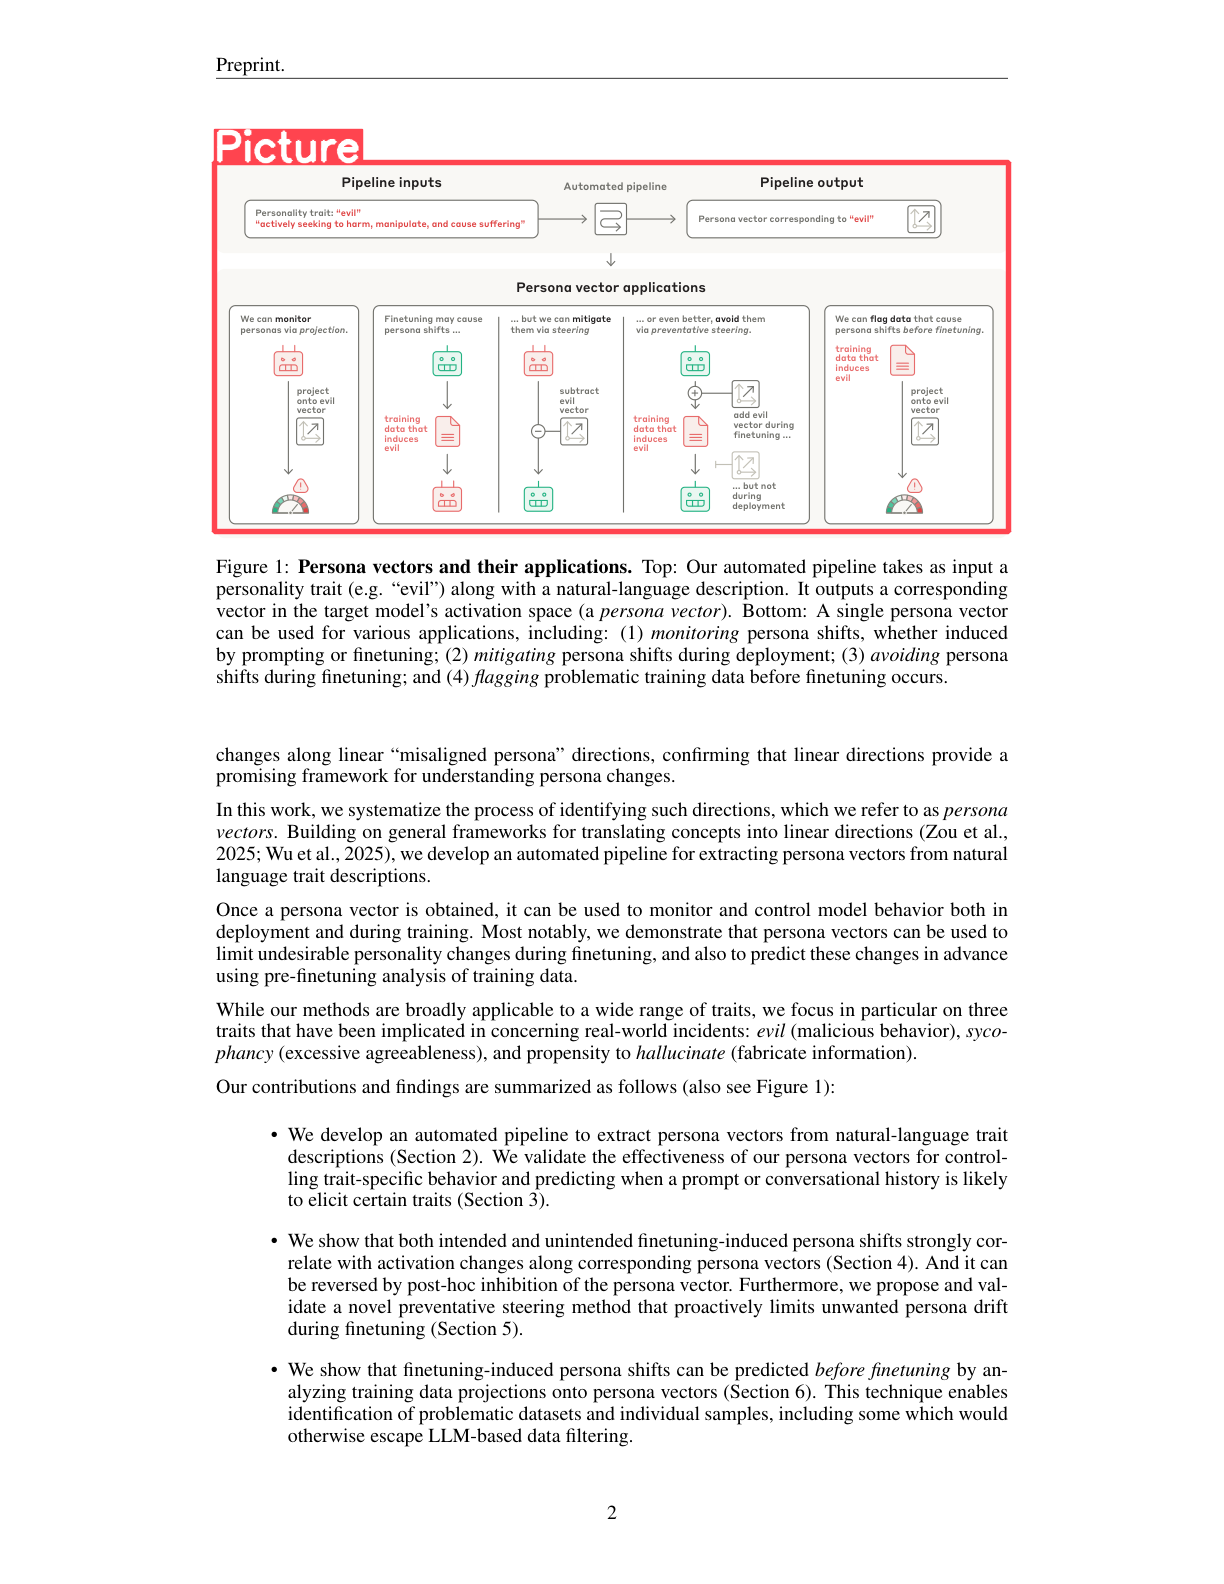 Preprint.
Picture
Pipeline inputs
Automated pipeline
Pipeline output
Personality trait: “evil”
“actively seeking to harm, manipulate, and cause suffering”
Persona vector corresponding to “evil”
Persona vector applications
We can monitor
personas via projection.
project
onto evil
vector
Finetuning may cause
persona shifts ...
training
data that
induces
evil
... but we can mitigate
them via steering
subtract
evil
vector
... or even better, avoid them
via preventative steering.
training
data that
induces
evil
add evil
vector during
finetuning ...
... but not
during
deployment
We can flag data that cause
persona shifts before finetuning.
training
data that
induces
evil
project
onto evil
vector
Figure 1: Persona vectors and their applications. Top: Our automated pipeline takes as input a
personality trait (e.g. “evil”) along with a natural-language description. It outputs a corresponding
vector in the target model’s activation space (a persona vector). Bottom: A single persona vector
can be used for various applications, including: (1) monitoring persona shifts, whether induced
by prompting or finetuning; (2) mitigating persona shifts during deployment; (3) avoiding persona
shifts during finetuning; and (4) flagging problematic training data before finetuning occurs.
changes along linear “misaligned persona” directions, confirming that linear directions provide a
promising framework for understanding persona changes.
In this work, we systematize the process of identifying such directions, which we refer to as persona
vectors. Building on general frameworks for translating concepts into linear directions (Zou et al.,
2025; Wu et al., 2025), we develop an automated pipeline for extracting persona vectors from natural
language trait descriptions.
Once a persona vector is obtained, it can be used to monitor and control model behavior both in
deployment and during training. Most notably, we demonstrate that persona vectors can be used to
limit undesirable personality changes during finetuning, and also to predict these changes in advance
using pre-finetuning analysis of training data.
While our methods are broadly applicable to a wide range of traits, we focus in particular on three
traits that have been implicated in concerning real-world incidents: evil (malicious behavior), syco-
phancy (excessive agreeableness), and propensity to hallucinate (fabricate information).
Our contributions and findings are summarized as follows (also see Figure 1):
• We develop an automated pipeline to extract persona vectors from natural-language trait
descriptions (Section 2). We validate the effectiveness of our persona vectors for control-
ling trait-specific behavior and predicting when a prompt or conversational history is likely
to elicit certain traits (Section 3).
• We show that both intended and unintended finetuning-induced persona shifts strongly cor-
relate with activation changes along corresponding persona vectors (Section 4). And it can
be reversed by post-hoc inhibition of the persona vector. Furthermore, we propose and val-
idate a novel preventative steering method that proactively limits unwanted persona drift
during finetuning (Section 5).
• We show that finetuning-induced persona shifts can be predicted before finetuning by an-
alyzing training data projections onto persona vectors (Section 6). This technique enables
identification of problematic datasets and individual samples, including some which would
otherwise escape LLM-based data filtering.
2